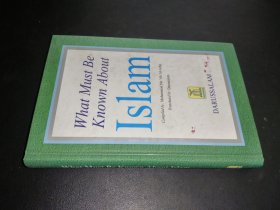 What Must Be
Known About
Islam
DARUSSALAM